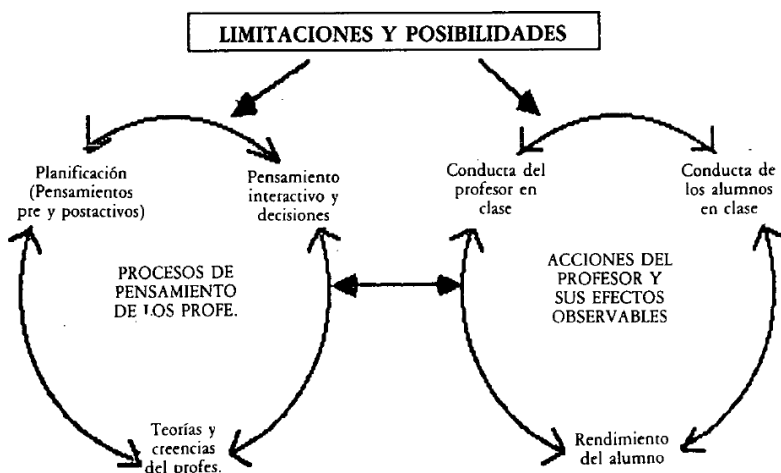 LIMITACIONES Y POSIBILIDADES
Planificación
(Pensamientos
pre y postactivos)
Pensamiento
interactivo y
decisiones
PROCESOS DE
PENSAMIENTO
DE LOS PROFE.
Teorías y
creencias
del profes.
Conducta del
profesor en
clase
Conducta de
los alumnos
en clase
ACCIONES DEL
PROFESOR Y
SUS EFECTOS
OBSERVABLES
Rendimiento
del alumno